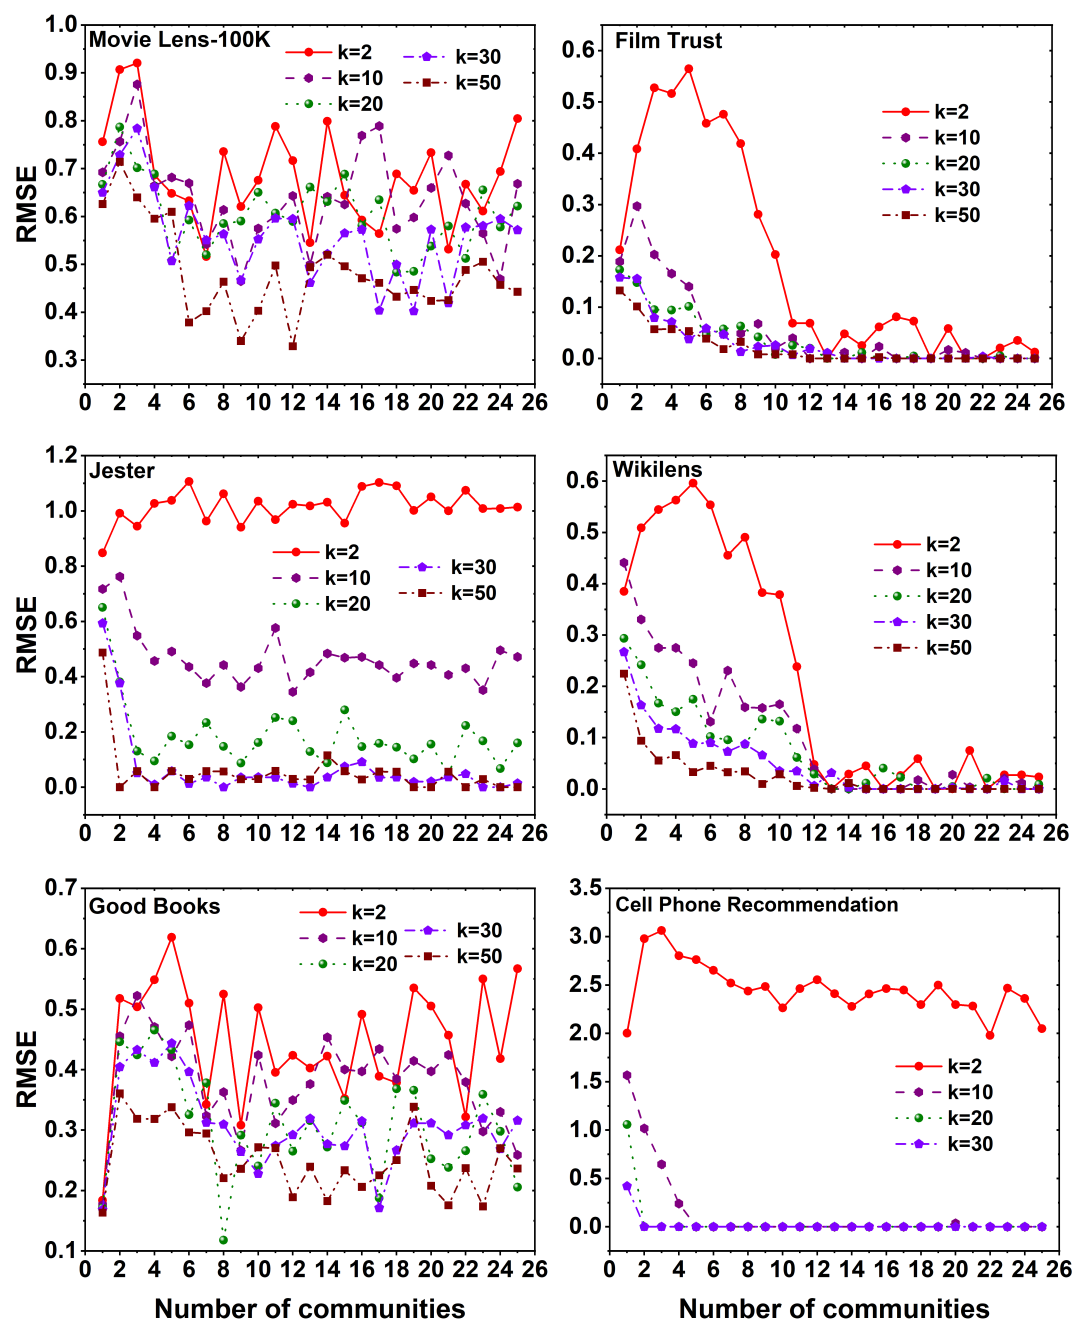 Movie Lens-100K
k=2
k=10
k=20
k=30
k=50
RMSE
1.0
0.9
0.8
0.7
0.6
0.5
0.4
0.3
0 2 4 6 8 10 12 14 16 18 20 22 24 26
Film Trust
k=2
k=10
k=20
k=30
k=50
0.6
0.5
0.4
0.3
0.2
0.1
0.0
0 2 4 6 8 10 12 14 16 18 20 22 24 26
Jester
k=2
k=10
k=20
k=30
k=50
RMSE
1.2
1.0
0.8
0.6
0.4
0.2
0.0
0 2 4 6 8 10 12 14 16 18 20 22 24 26
Wikilens
k=2
k=10
k=20
k=30
k=50
0.6
0.5
0.4
0.3
0.2
0.1
0.0
0 2 4 6 8 10 12 14 16 18 20 22 24 26
Good Books
k=2
k=10
k=20
k=30
k=50
RMSE
0.7
0.6
0.5
0.4
0.3
0.2
0.1
0 2 4 6 8 10 12 14 16 18 20 22 24 26
Number of communities
Cell Phone Recommendation
k=2
k=10
k=20
k=30
3.5
3.0
2.5
2.0
1.5
1.0
0.5
0.0
0 2 4 6 8 10 12 14 16 18 20 22 24 26
Number of communities